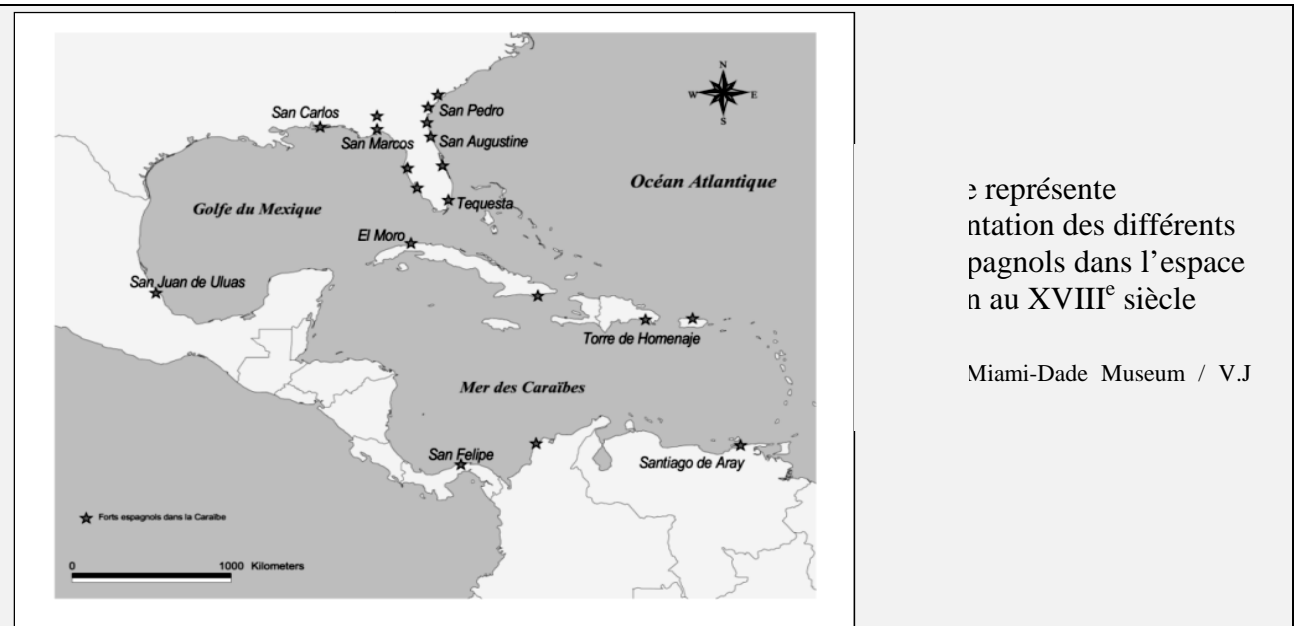 N
W E
S
San Carlos
San Pedro
San Marcos
San Augustine
Océan Atlantique
Golfe du Mexique
Tequesta
El Moro
San Juan de Uluas
Torre de Homenaje
Mer des Caraïbes
San Felipe
Santiago de Aray
Forts espagnols dans la Caraïbe
0 1000 Kilometers
représente
ntation des différents
pagnols dans l’espace
n au XVIIIe siècle
Miami-Dade Museum / V.J